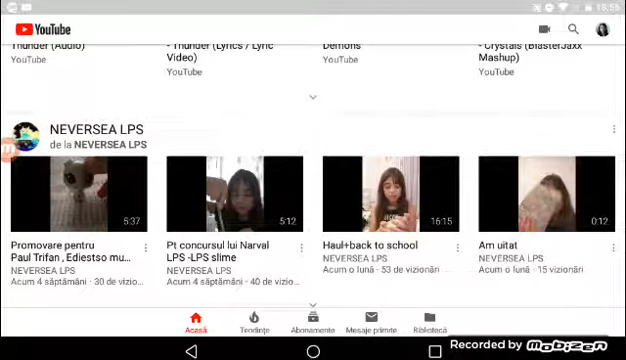 18:55
YouTube
Thunder (Audio)
YouTube
- Thunder (Lyrics / Lyric
Video)
YouTube
Demons
YouTube
- Crystals (BlasterJaxx
Mashup)
YouTube
NEVERSEA LPS
de la NEVERSEA LPS
5:37
5:12
16:15
0:12
Promovare pentru
Paul Trifan , Ediestso mu...
NEVERSEA LPS
Acum 4 săptămâni · 30 de vizio...
Pt concursul lui Narval
LPS -LPS slime
NEVERSEA LPS
Acum 4 săptămâni · 40 de vizio...
Haul+back to school
NEVERSEA LPS
Acum o lună · 53 de vizionări
Am uitat
NEVERSEA LPS
Acum o lună · 15 vizionări
Acasă
Tendințe
Abonamente
Mesaje primite
Bibliotecă
Recorded by mobizen